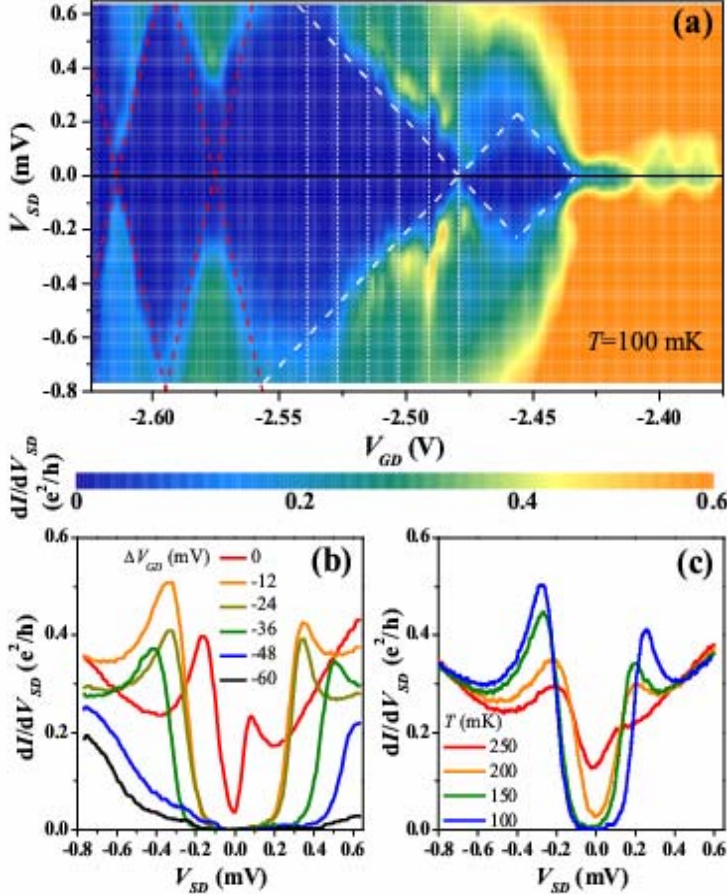 (a)
0.6
0.4
0.2
0.0
-0.2
-0.4
-0.6
-0.8
V_SD (mV)
T=100 mK
-2.60 -2.55 -2.50 -2.45 -2.40
V_GD (V)
dI/dV_SD
(e²/h)
0 0.2 0.4 0.6
(b)
ΔV_GD (mV)
0
-12
-24
-36
-48
-60
0.6
0.4
0.2
0.0
dI/dV_SD (e²/h)
-0.8 -0.6 -0.4 -0.2 0.0 0.2 0.4 0.6
V_SD (mV)
(c)
0.6
0.4
0.2
0.0
dI/dV_SD (e²/h)
T (mK)
250
200
150
100
-0.8 -0.6 -0.4 -0.2 0.0 0.2 0.4 0.6
V_SD (mV)